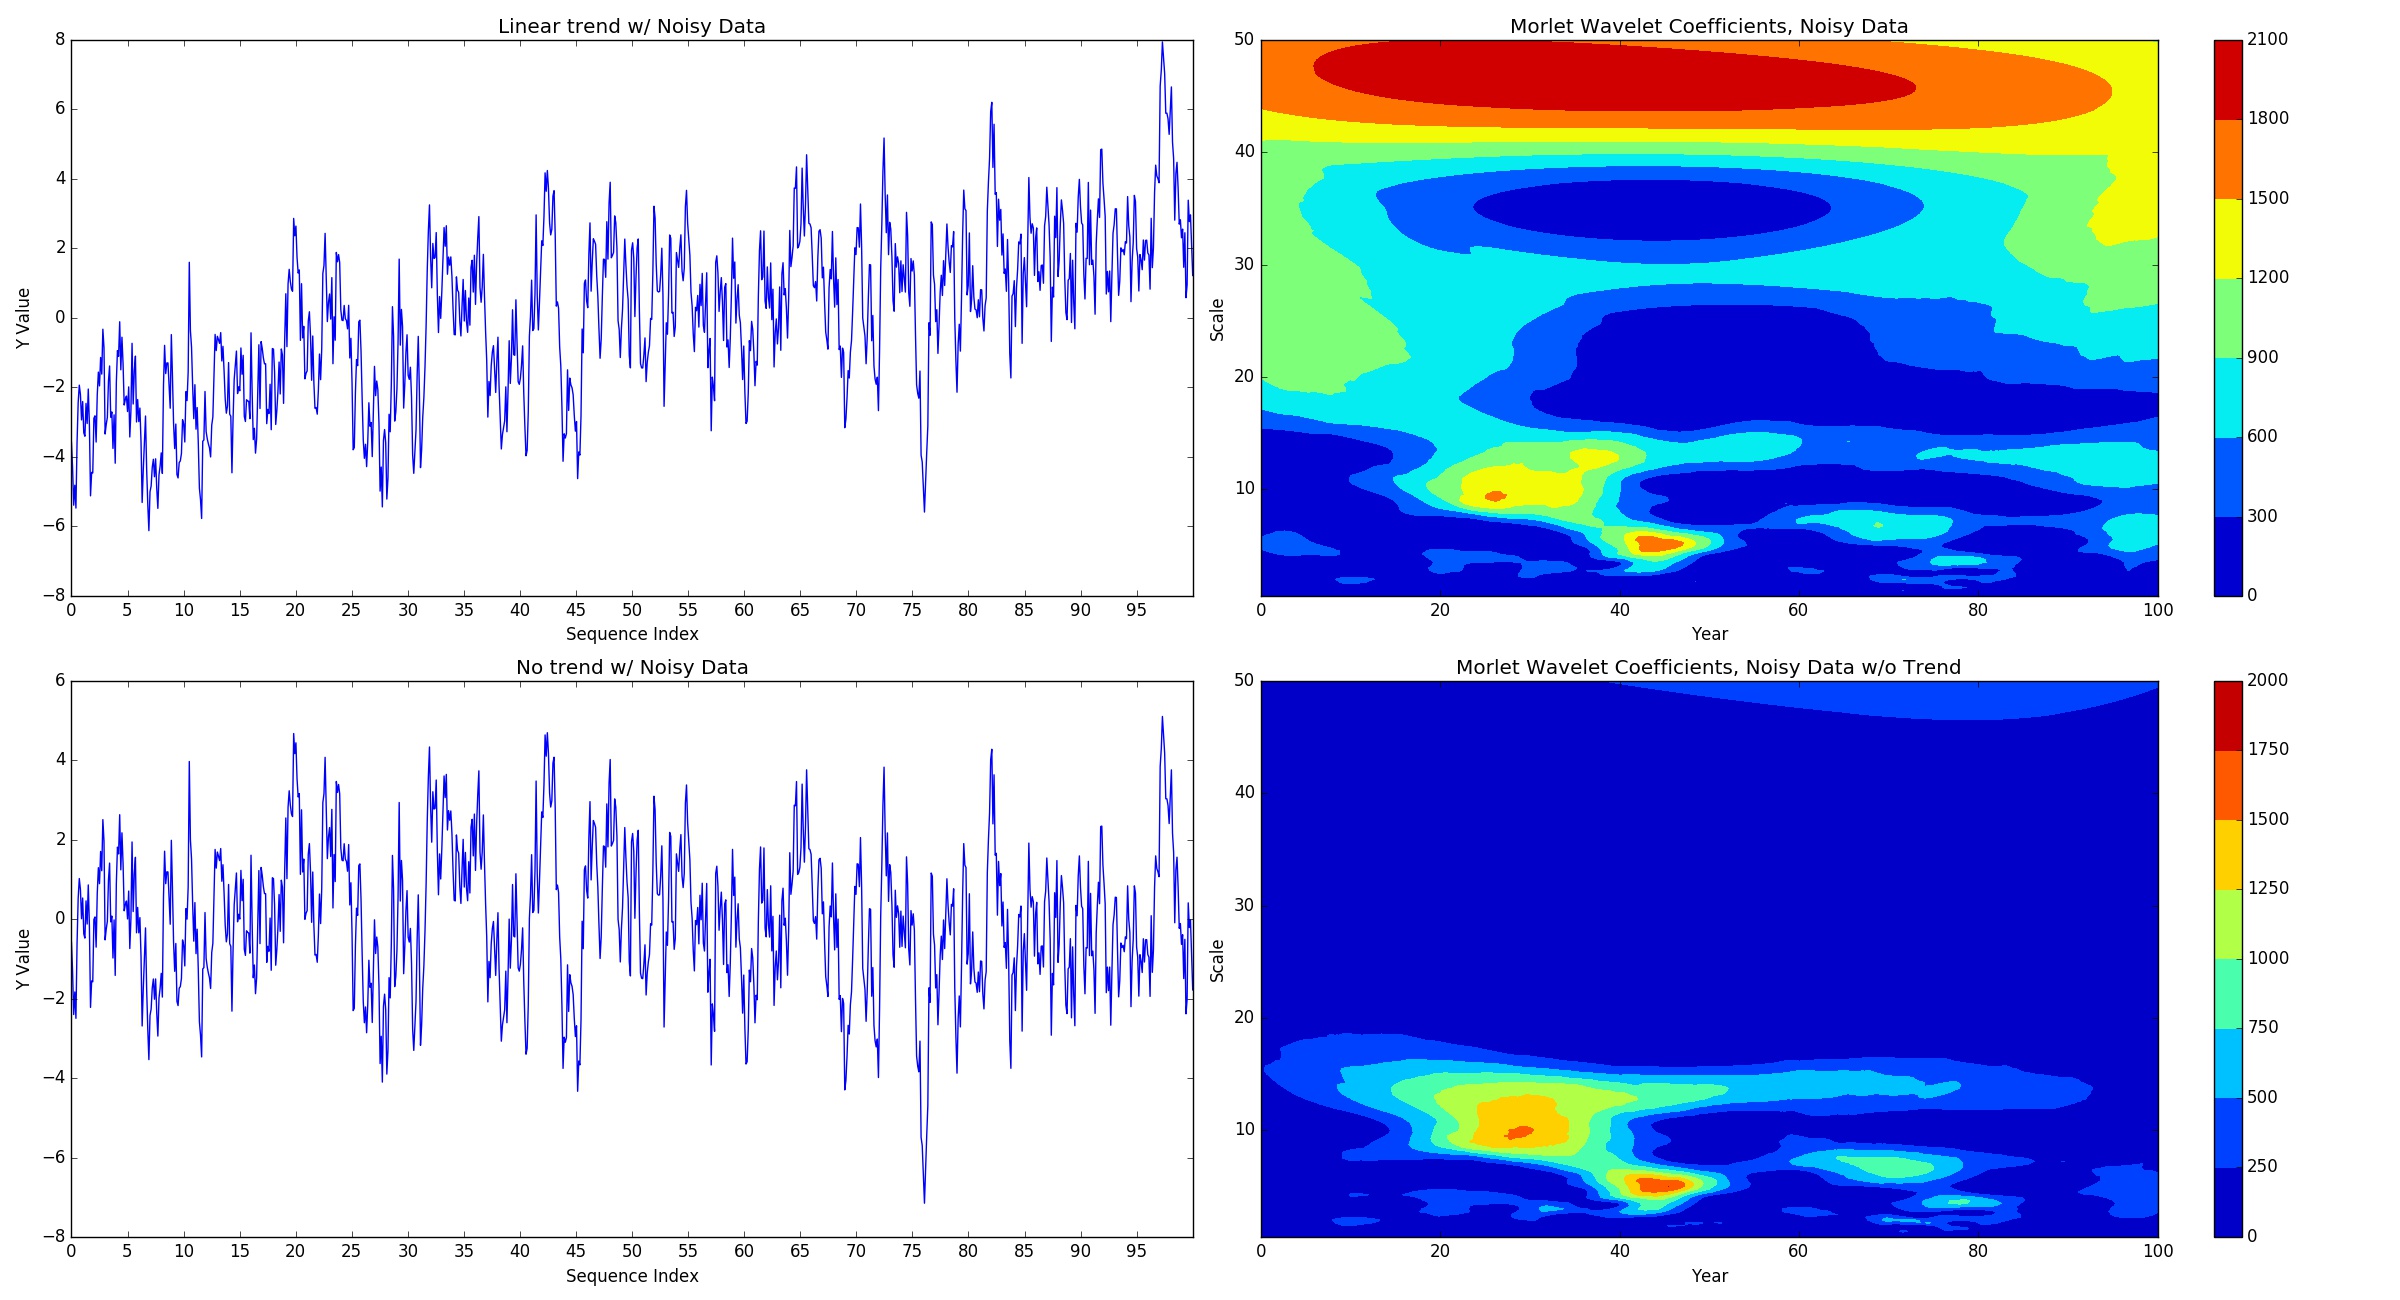 Linear trend w/ Noisy Data
8
6
4
2
0
−2
−4
−6
−8
Y Value
0 5 10 15 20 25 30 35 40 45 50 55 60 65 70 75 80 85 90 95
Sequence Index
Morlet Wavelet Coefficients, Noisy Data
50
40
30
20
10
Scale
0 20 40 60 80 100
Year
2100
1800
1500
1200
900
600
300
0
No trend w/ Noisy Data
6
4
2
0
−2
−4
−6
−8
Y Value
0 5 10 15 20 25 30 35 40 45 50 55 60 65 70 75 80 85 90 95
Sequence Index
Morlet Wavelet Coefficients, Noisy Data w/o Trend
50
40
30
20
10
Scale
0 20 40 60 80 100
Year
2000
1750
1500
1250
1000
750
500
250
0